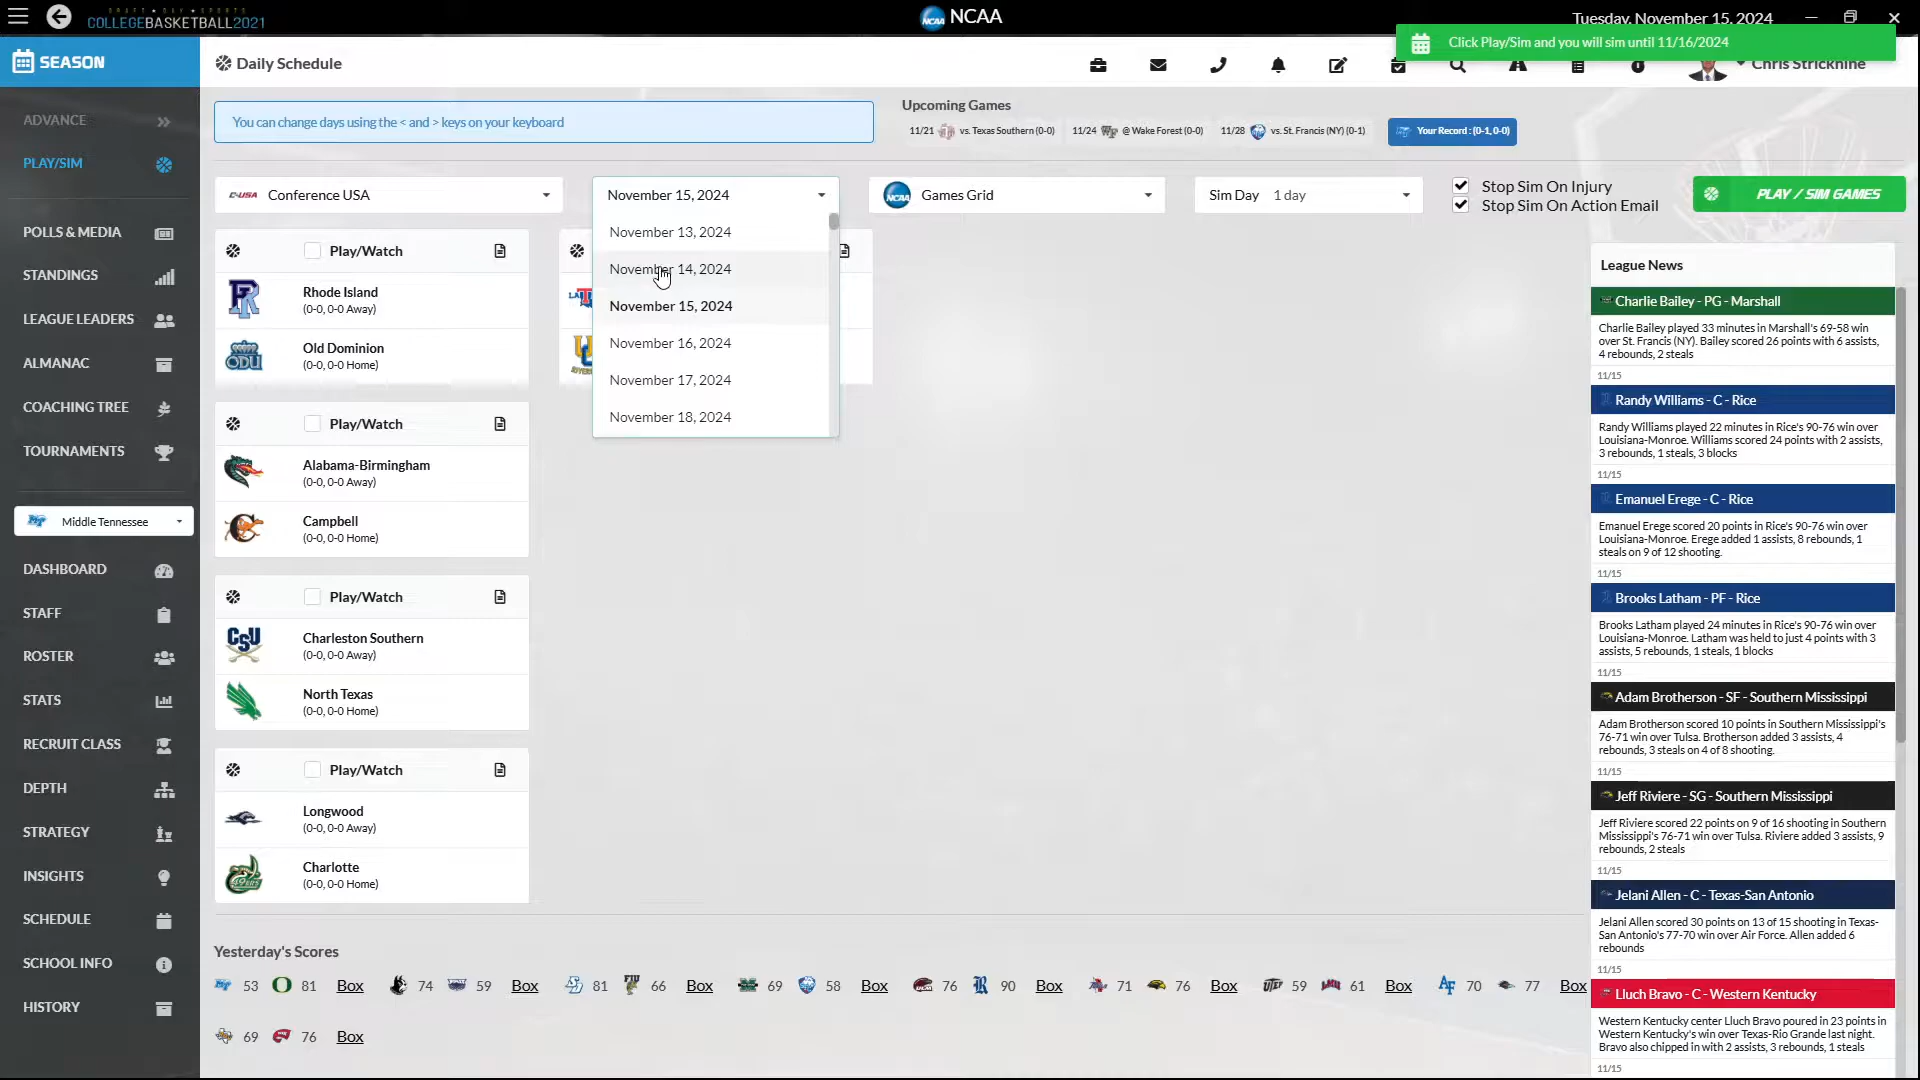 DRAFT ★ DAY ★ SPORTS
COLLEGEBASKETBALL2021
NCAA NCAA
Tuesday, November 15, 2024
Click Play/Sim and you will sim until 11/16/2024
SEASON
Daily Schedule
Chris Stricknine
ADVANCE
PLAY/SIM
POLLS & MEDIA
STANDINGS
LEAGUE LEADERS
ALMANAC
COACHING TREE
TOURNAMENTS
Middle Tennessee
DASHBOARD
STAFF
ROSTER
STATS
RECRUIT CLASS
DEPTH
STRATEGY
INSIGHTS
SCHEDULE
SCHOOL INFO
HISTORY
You can change days using the < and > keys on your keyboard
Upcoming Games
11/21 vs. Texas Southern (0-0) 11/24 @ Wake Forest (0-0) 11/28 vs. St. Francis (NY) (0-1) Your Record : (0-1, 0-0)
C-USA Conference USA
November 15, 2024
NCAA Games Grid
Sim Day 1 day
Stop Sim On Injury
Stop Sim On Action Email
PLAY / SIM GAMES
November 13, 2024
November 14, 2024
November 15, 2024
November 16, 2024
November 17, 2024
November 18, 2024
Play/Watch
Rhode Island
(0-0, 0-0 Away)
ODU Old Dominion
(0-0, 0-0 Home)
Play/Watch
Alabama-Birmingham
(0-0, 0-0 Away)
Campbell
(0-0, 0-0 Home)
Play/Watch
CSU Charleston Southern
(0-0, 0-0 Away)
North Texas
(0-0, 0-0 Home)
Play/Watch
Longwood
(0-0, 0-0 Away)
Charlotte
(0-0, 0-0 Home)
Yesterday's Scores
53 81 Box 74 59 Box 81 FIU 66 Box 69 58 Box 76 90 Box 71 76 Box UTEP 59 LMU 61 Box AF 70 77 Box
69 76 Box
League News
Charlie Bailey - PG - Marshall
Charlie Bailey played 33 minutes in Marshall's 69-58 win
over St. Francis (NY). Bailey scored 26 points with 6 assists,
4 rebounds, 2 steals
11/15
Randy Williams - C - Rice
Randy Williams played 22 minutes in Rice's 90-76 win over
Louisiana-Monroe. Williams scored 24 points with 2 assists,
3 rebounds, 1 steals, 3 blocks
11/15
Emanuel Erege - C - Rice
Emanuel Erege scored 20 points in Rice's 90-76 win over
Louisiana-Monroe. Erege added 1 assists, 8 rebounds, 1
steals on 9 of 12 shooting.
11/15
Brooks Latham - PF - Rice
Brooks Latham played 24 minutes in Rice's 90-76 win over
Louisiana-Monroe. Latham was held to just 4 points with 3
assists, 5 rebounds, 1 steals, 1 blocks
11/15
Adam Brotherson - SF - Southern Mississippi
Adam Brotherson scored 10 points in Southern Mississippi's
76-71 win over Tulsa. Brotherson added 3 assists, 4
rebounds, 3 steals on 4 of 8 shooting.
11/15
Jeff Riviere - SG - Southern Mississippi
Jeff Riviere scored 22 points on 9 of 16 shooting in Southern
Mississippi's 76-71 win over Tulsa. Riviere added 3 assists, 9
rebounds, 2 steals
11/15
Jelani Allen - C - Texas-San Antonio
Jelani Allen scored 30 points on 13 of 15 shooting in Texas-
San Antonio's 77-70 win over Air Force. Allen added 6
rebounds
11/15
Lluch Bravo - C - Western Kentucky
Western Kentucky center Lluch Bravo poured in 23 points in
Western Kentucky's win over Texas-Rio Grande last night.
Bravo also chipped in with 2 assists, 3 rebounds, 1 steals
11/15